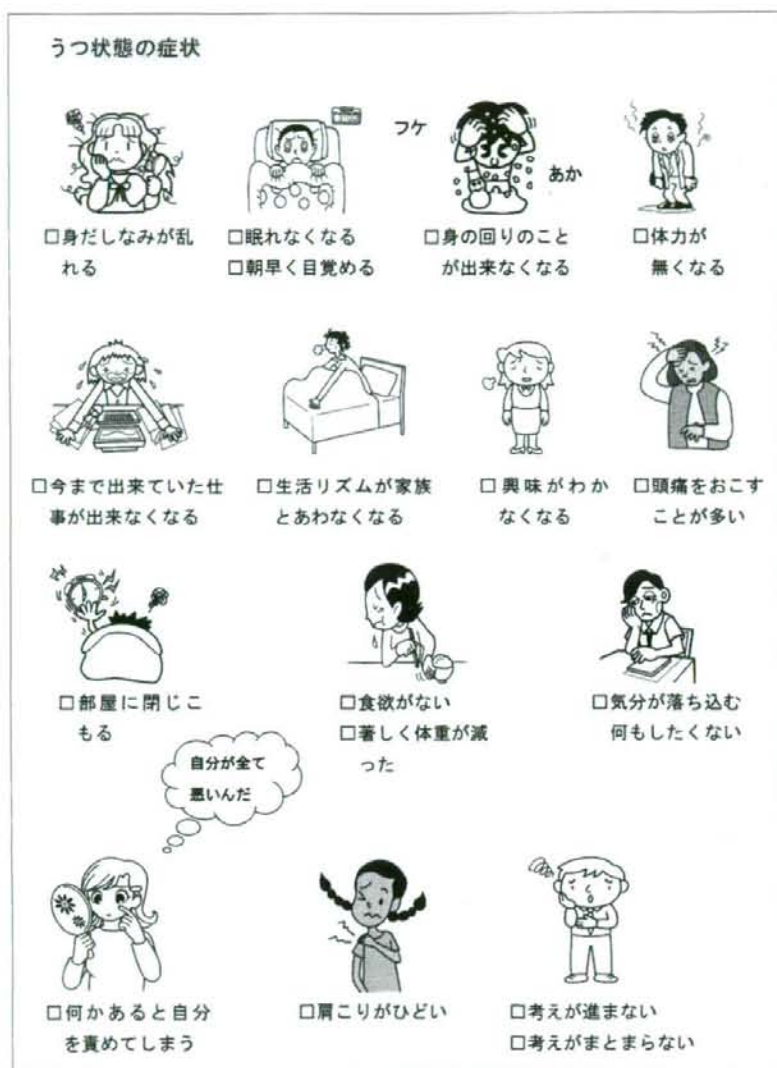 うつ状態の症状
フケ
あか
□身だしなみが乱
れる
□眠れなくなる
□朝早く目覚める
□身の回りのこと
が出来なくなる
□体力が
無くなる
□今まで出来ていた仕
事が出来なくなる
□生活リズムが家族
とあわなくなる
□興味がわか
なくなる
□頭痛をおこす
ことが多い
□部屋に閉じこ
もる
□食欲がない
□著しく体重が減
った
□気分が落ち込む
何もしたくない
自分が全て
悪いんだ
□何かあると自分
を責めてしまう
□肩こりがひどい
□考えが進まない
□考えがまとまらない